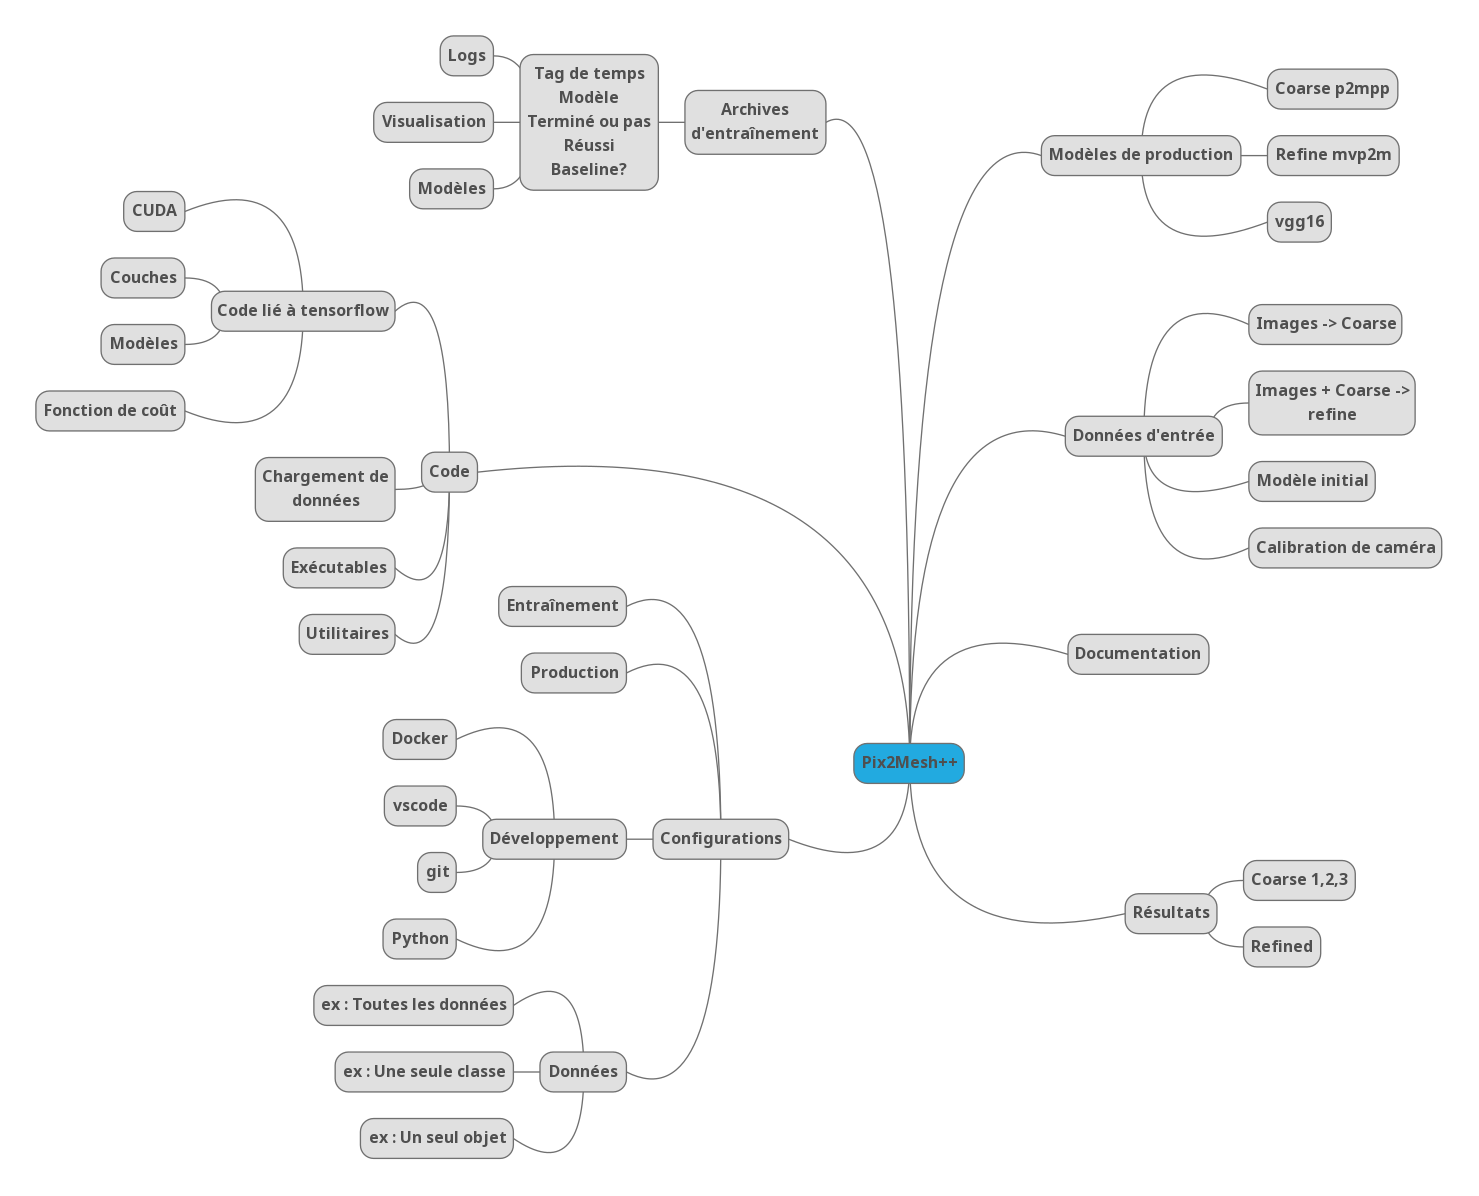 Pix2Mesh++
Archives
d'entraînement
Tag de temps
Modèle
Terminé ou pas
Réussi
Baseline?
Logs
Visualisation
Modèles
Code
Code lié à tensorflow
CUDA
Couches
Modèles
Fonction de coût
Chargement de
données
Exécutables
Utilitaires
Configurations
Entraînement
Production
Développement
Docker
vscode
git
Python
Données
ex : Toutes les données
ex : Une seule classe
ex : Un seul objet
Modèles de production
Coarse p2mpp
Refine mvp2m
vgg16
Données d'entrée
Images -> Coarse
Images + Coarse ->
refine
Modèle initial
Calibration de caméra
Documentation
Résultats
Coarse 1,2,3
Refined